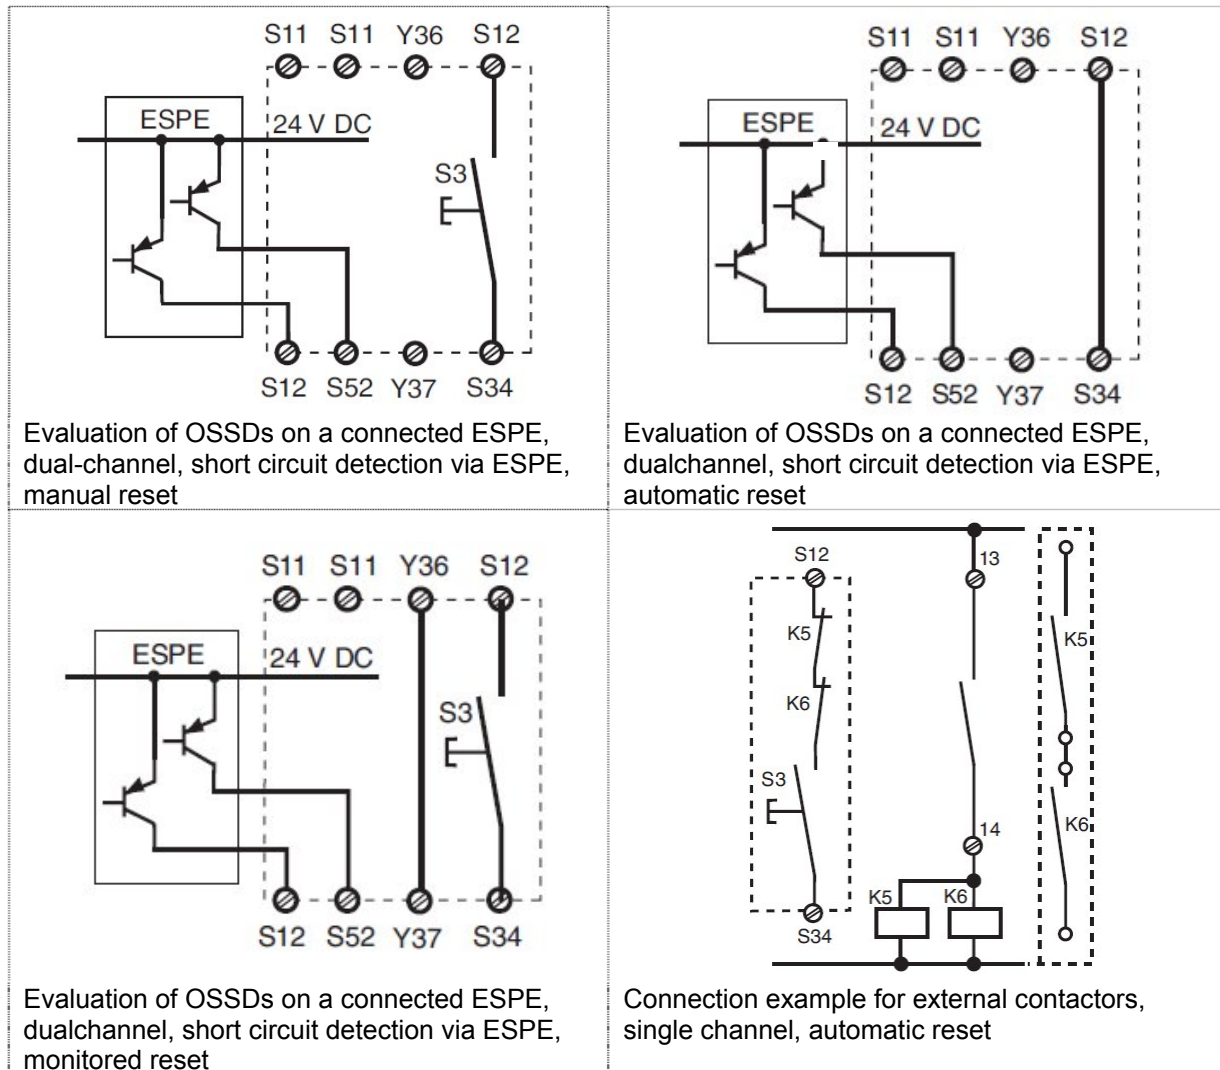 S11 S11 Y36 S12
ESPE
24 V DC
S3
S12 S52 Y37 S34
Evaluation of OSSDs on a connected ESPE,
dual-channel, short circuit detection via ESPE,
manual reset
S11 S11 Y36 S12
ESPE
24 V DC
S12 S52 Y37 S34
Evaluation of OSSDs on a connected ESPE,
dualchannel, short circuit detection via ESPE,
automatic reset
S11 S11 Y36 S12
ESPE
24 V DC
S3
S12 S52 Y37 S34
Evaluation of OSSDs on a connected ESPE,
dualchannel, short circuit detection via ESPE,
monitored reset
S12
13
K5
K5
K6
S3
14
K6
K5 K6
S34
Connection example for external contactors,
single channel, automatic reset